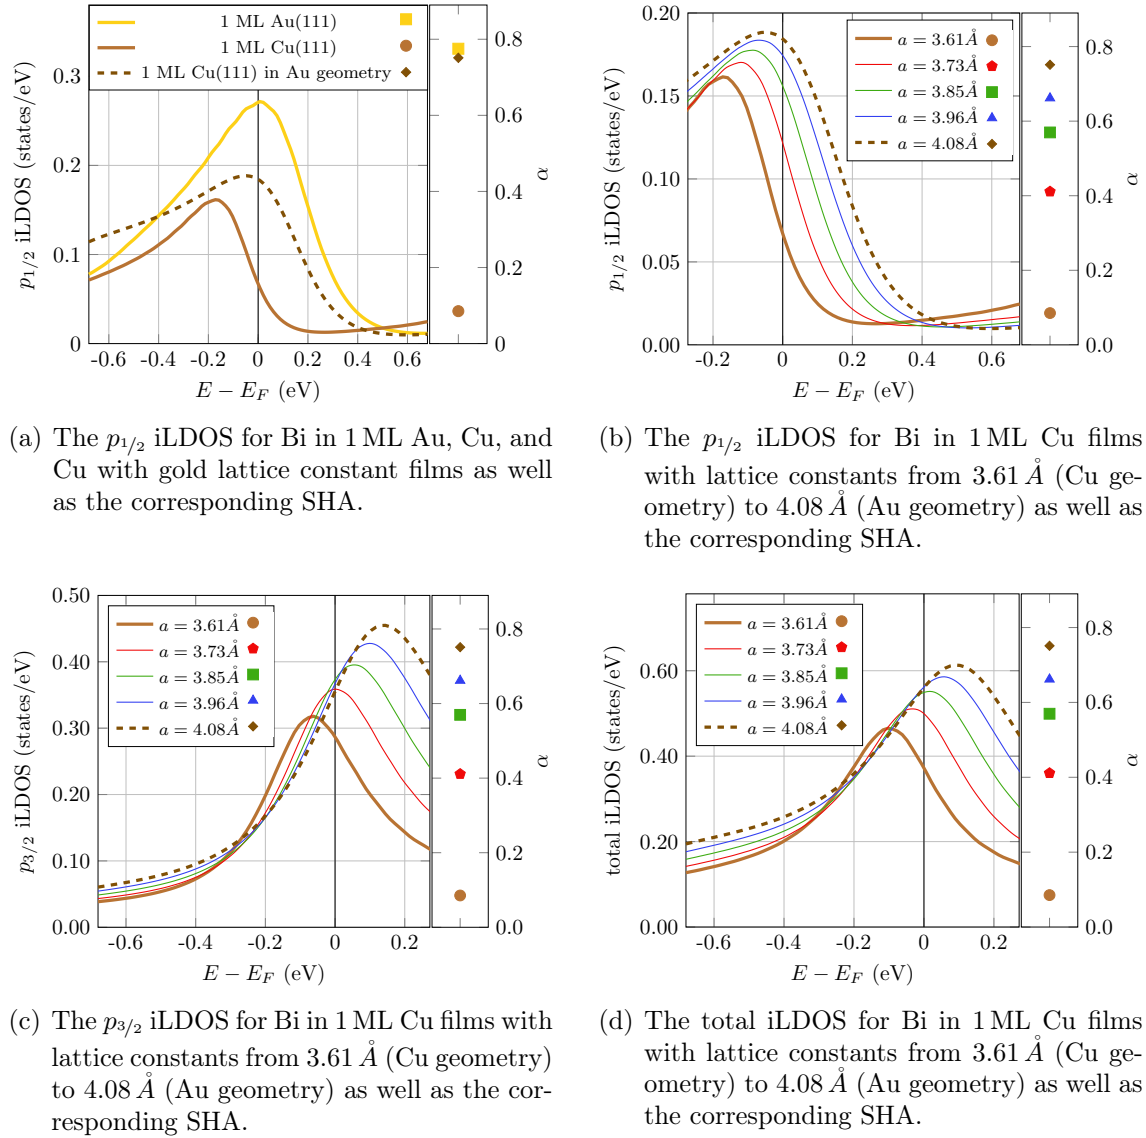 1 ML Au(111)
1 ML Cu(111)
1 ML Cu(111) in Au geometry
p1/2 iLDOS (states/eV)
0
0.1
0.2
0.3
-0.6
-0.4
-0.2
0
0.2
0.4
0.6
E − EF (eV)
0
0.2
0.4
0.6
0.8
α
(a) The p1/2 iLDOS for Bi in 1 ML Au, Cu, and
Cu with gold lattice constant films as well
as the corresponding SHA.
a = 3.61Å
a = 3.73Å
a = 3.85Å
a = 3.96Å
a = 4.08Å
p1/2 iLDOS (states/eV)
0.00
0.05
0.10
0.15
0.20
-0.2
0
0.2
0.4
0.6
E − EF (eV)
0.0
0.2
0.4
0.6
0.8
α
(b) The p1/2 iLDOS for Bi in 1 ML Cu films
with lattice constants from 3.61 Å (Cu ge-
ometry) to 4.08 Å (Au geometry) as well as
the corresponding SHA.
a = 3.61Å
a = 3.73Å
a = 3.85Å
a = 3.96Å
a = 4.08Å
p3/2 iLDOS (states/eV)
0.00
0.10
0.20
0.30
0.40
0.50
-0.6
-0.4
-0.2
0
0.2
E − EF (eV)
0.0
0.2
0.4
0.6
0.8
α
(c) The p3/2 iLDOS for Bi in 1 ML Cu films with
lattice constants from 3.61 Å (Cu geometry)
to 4.08 Å (Au geometry) as well as the cor-
responding SHA.
a = 3.61Å
a = 3.73Å
a = 3.85Å
a = 3.96Å
a = 4.08Å
total iLDOS (states/eV)
0.00
0.20
0.40
0.60
-0.6
-0.4
-0.2
0
0.2
E − EF (eV)
0.0
0.2
0.4
0.6
0.8
α
(d) The total iLDOS for Bi in 1 ML Cu films
with lattice constants from 3.61 Å (Cu ge-
ometry) to 4.08 Å (Au geometry) as well as
the corresponding SHA.